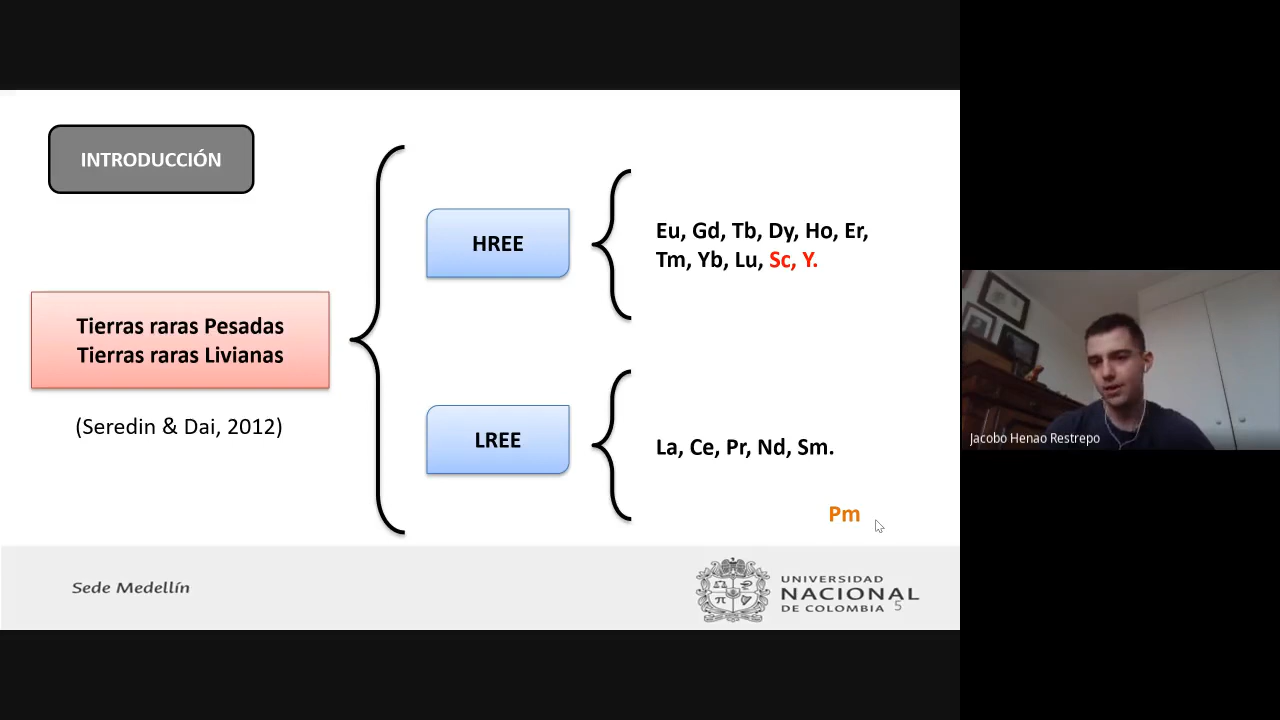 INTRODUCCIÓN
Tierras raras Pesadas
Tierras raras Livianas
(Seredin & Dai, 2012)
HREE
Eu, Gd, Tb, Dy, Ho, Er,
Tm, Yb, Lu, Sc, Y.
LREE
La, Ce, Pr, Nd, Sm.
Pm
Sede Medellín
UNIVERSIDAD
NACIONAL
DE COLOMBIA
5
Jacobo Henao Restrepo